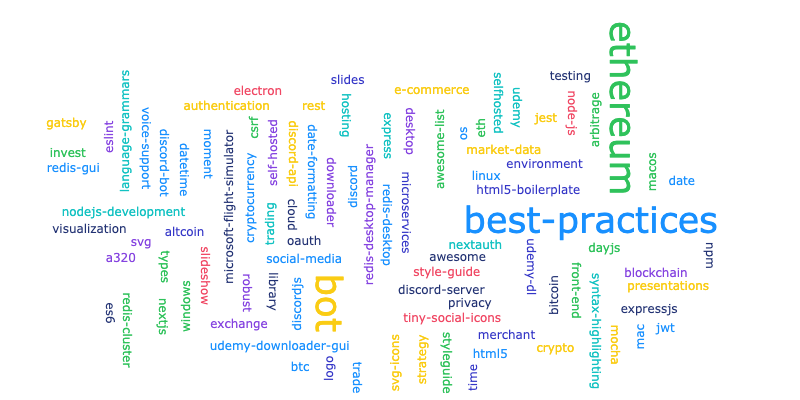 ethereum
best-practices
bot
slides
testing
electron
e-commerce
authentication
rest
hosting
language-grammars
voice-support
discord-bot
datetime
moment
eslint
gatsby
invest
redis-gui
csrf
self-hosted
discord-api
date-formatting
downloader
express
desktop
awesome-list
os
eth
selfhosted
udemy
jest
node-js
arbitrage
market-data
environment
linux
html5-boilerplate
macos
date
microsoft-flight-simulator
cryptocurrency
trading
cloud
discord
redis-desktop-manager
redis-desktop
microservices
nodejs-development
visualization
altcoin
svg
a320
types
slideshow
oauth
social-media
nextauth
awesome
style-guide
discord-server
privacy
tiny-social-icons
udemy-dl
bitcoin
front-end
dayjs
syntax-highlighting
npm
blockchain
presentations
expressjs
es6
redis-cluster
nextjs
windows
robust
library
discordjs
exchange
udemy-downloader-gui
btc
ogol
trade
svg-icons
strategy
styleguide
time
merchant
html5
crypto
mocha
mac
jwt